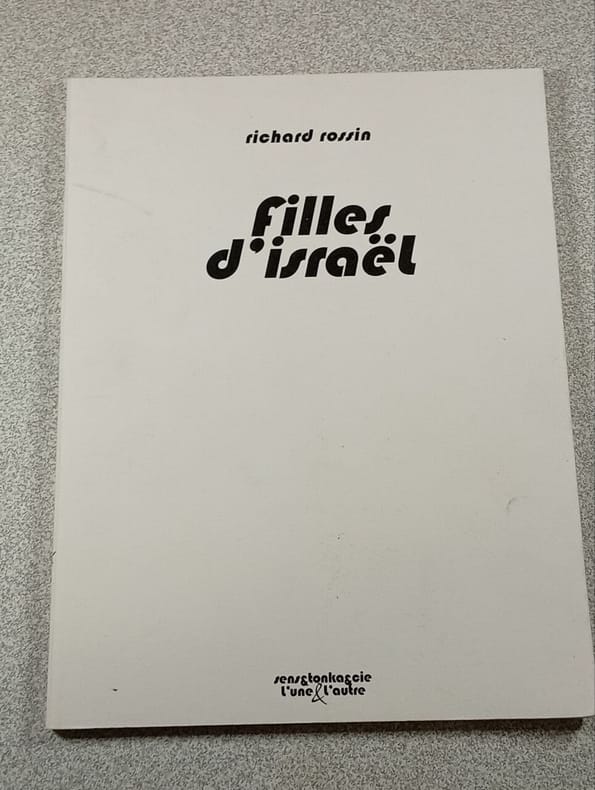 richard rossin
filles
d'israël
sens&tonka&cie
l'une&l'autre